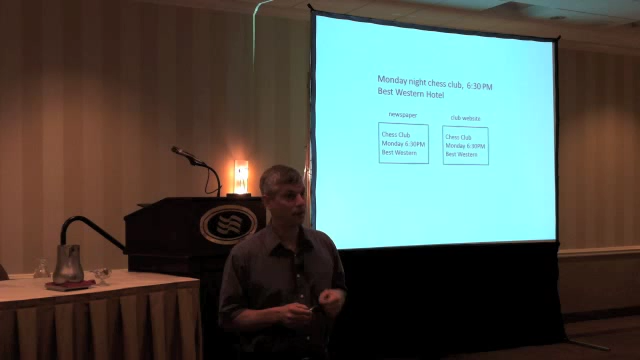 Monday night chess club, 6:30 PM
Best Western Hotel
newspaper
club website
Chess Club
Monday 6:30PM
Best Western
Chess Club
Monday 6:30PM
Best Western